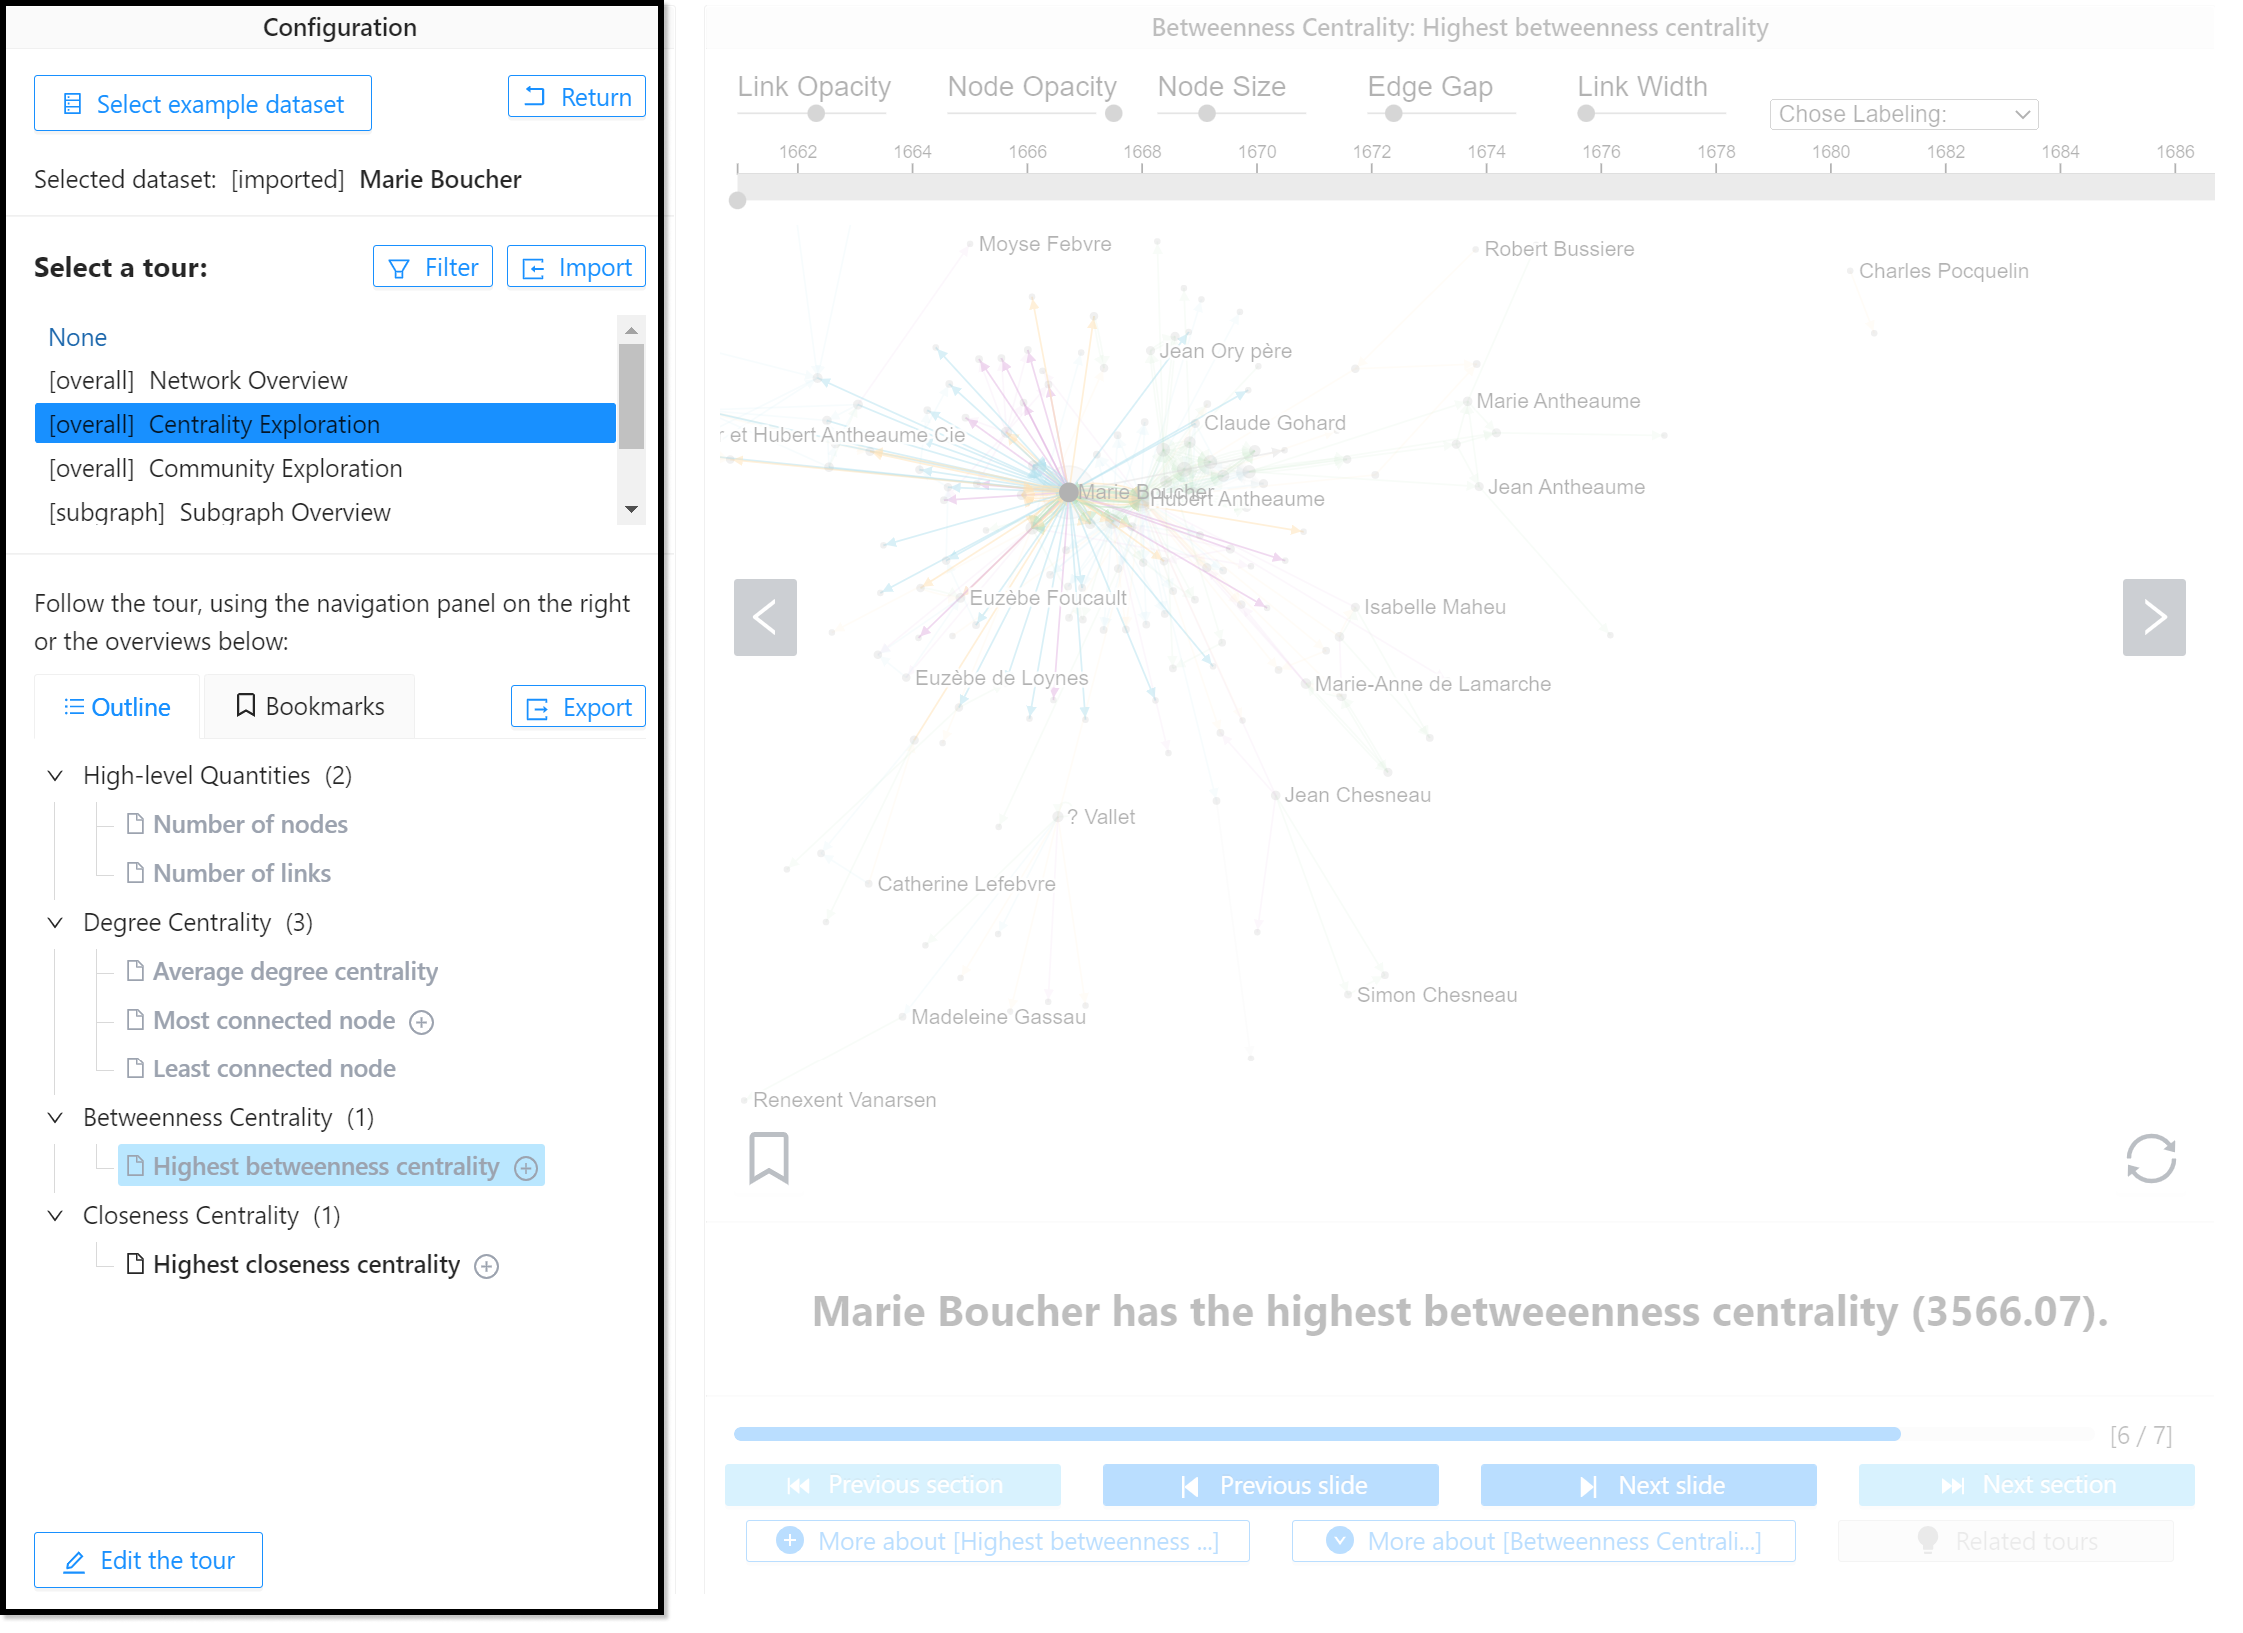 Configuration
Select example dataset
Return
Selected dataset: [imported] Marie Boucher
Select a tour:
Filter
Import
None
[overall] Network Overview
[overall] Centrality Exploration
[overall] Community Exploration
[subgraph] Subgraph Overview
Follow the tour, using the navigation panel on the right
or the overviews below:
Outline
Bookmarks
Export
High-level Quantities (2)
Number of nodes
Number of links
Degree Centrality (3)
Average degree centrality
Most connected node
Least connected node
Betweenness Centrality (1)
Highest betweenness centrality
Closeness Centrality (1)
Highest closeness centrality
Edit the tour
Betweenness Centrality: Highest betweenness centrality
Link Opacity
Node Opacity
Node Size
Edge Gap
Link Width
Chose Labeling:
1662 1664 1666 1668 1670 1672 1674 1676 1678 1680 1682 1684 1686
Moyse Febvre
Robert Bussiere
Charles Pocquelin
Jean Ory père
Marie Antheaume
Claude Gohard
r et Hubert Antheaume Cie
Jean Antheaume
Marie Boucher
Hubert Antheaume
Euzèbe Foucault
Isabelle Maheu
Euzèbe de Loynes
Marie-Anne de Lamarche
Jean Chesneau
? Vallet
Catherine Lefebvre
Simon Chesneau
Madeleine Gassau
Renexent Vanarsen
Marie Boucher has the highest betweeenness centrality (3566.07).
[6 / 7]
Previous section
Previous slide
Next slide
Next section
More about [Highest betweenness ...]
More about [Betweenness Centrali...]
Related tours